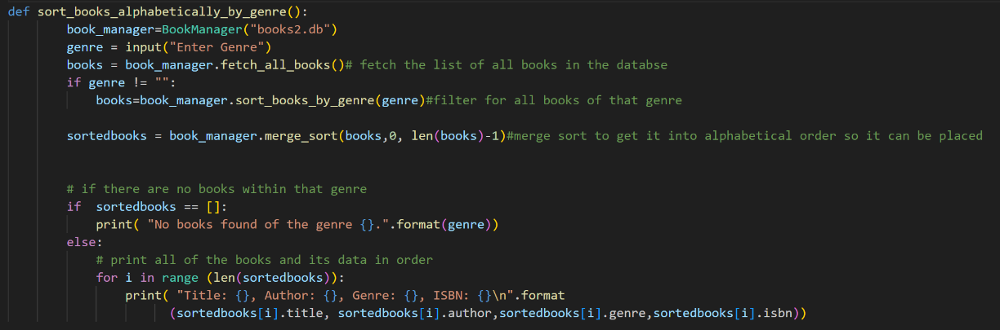 def sort_books_alphabetically_by_genre():
book_manager=BookManager("books2.db")
genre = input("Enter Genre")
books = book_manager.fetch_all_books()# fetch the list of all books in the databse
if genre != "":
books=book_manager.sort_books_by_genre(genre)#filter for all books of that genre
sortedbooks = book_manager.merge_sort(books,0, len(books)-1)#merge sort to get it into alphabetical order so it can be placed
# if there are no books within that genre
if  sortedbooks == []:
print( "No books found of the genre {}.".format(genre))
else:
# print all of the books and its data in order
for i in range (len(sortedbooks)):
print( "Title: {}, Author: {}, Genre: {}, ISBN: {}\n".format
(sortedbooks[i].title, sortedbooks[i].author,sortedbooks[i].genre,sortedbooks[i].isbn))